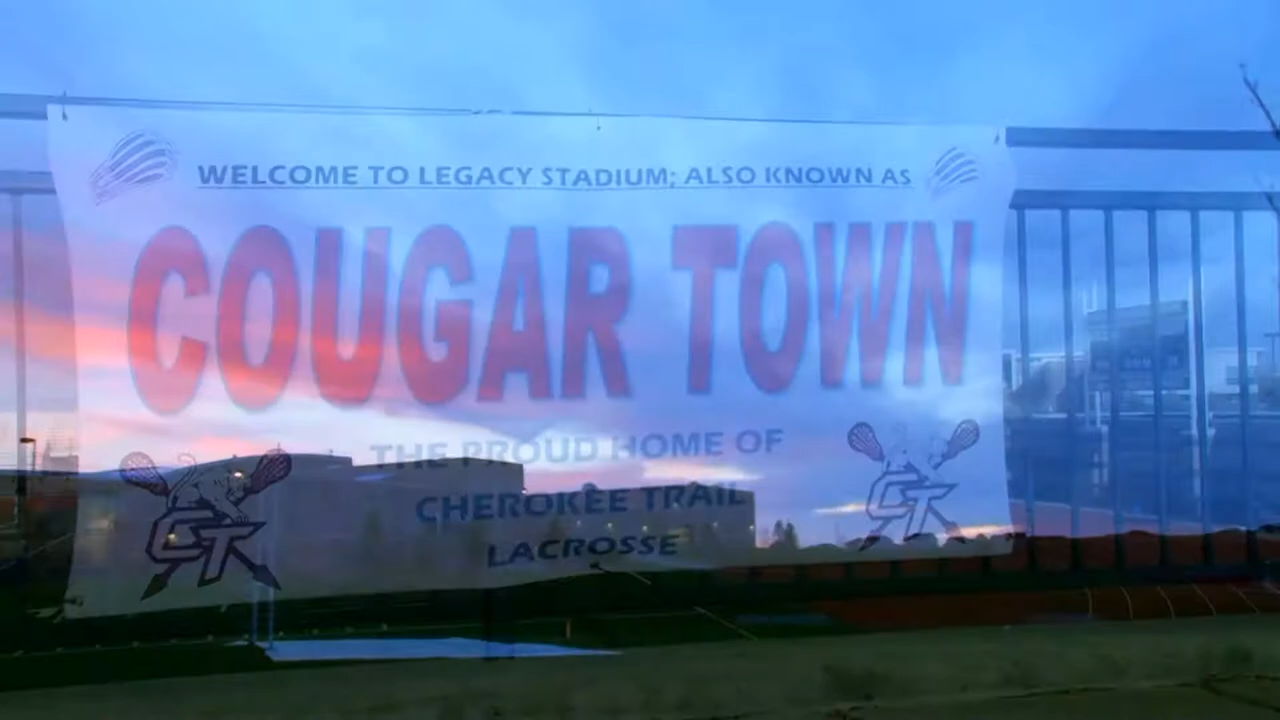 WELCOME TO LEGACY STADIUM; ALSO KNOWN AS
COUGAR TOWN
THE PROUD HOME OF
CHEROKEE TRAIL
LACROSSE
CT
CT